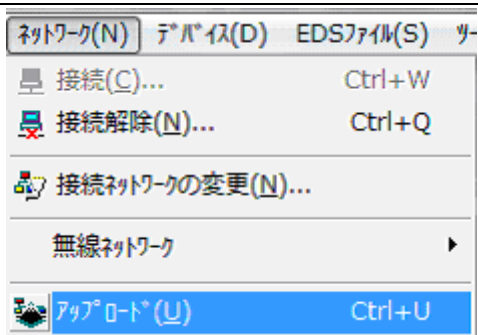 ﾈｯﾄﾜｰｸ(N) ﾃﾞﾊﾞｲｽ(D) EDSﾌｧｲﾙ(S) ﾂｰ
接続(C)... Ctrl+W
接続解除(N)... Ctrl+Q
接続ﾈｯﾄﾜｰｸの変更(N)...
無線ﾈｯﾄﾜｰｸ
ｱｯﾌﾟﾛｰﾄﾞ(U) Ctrl+U